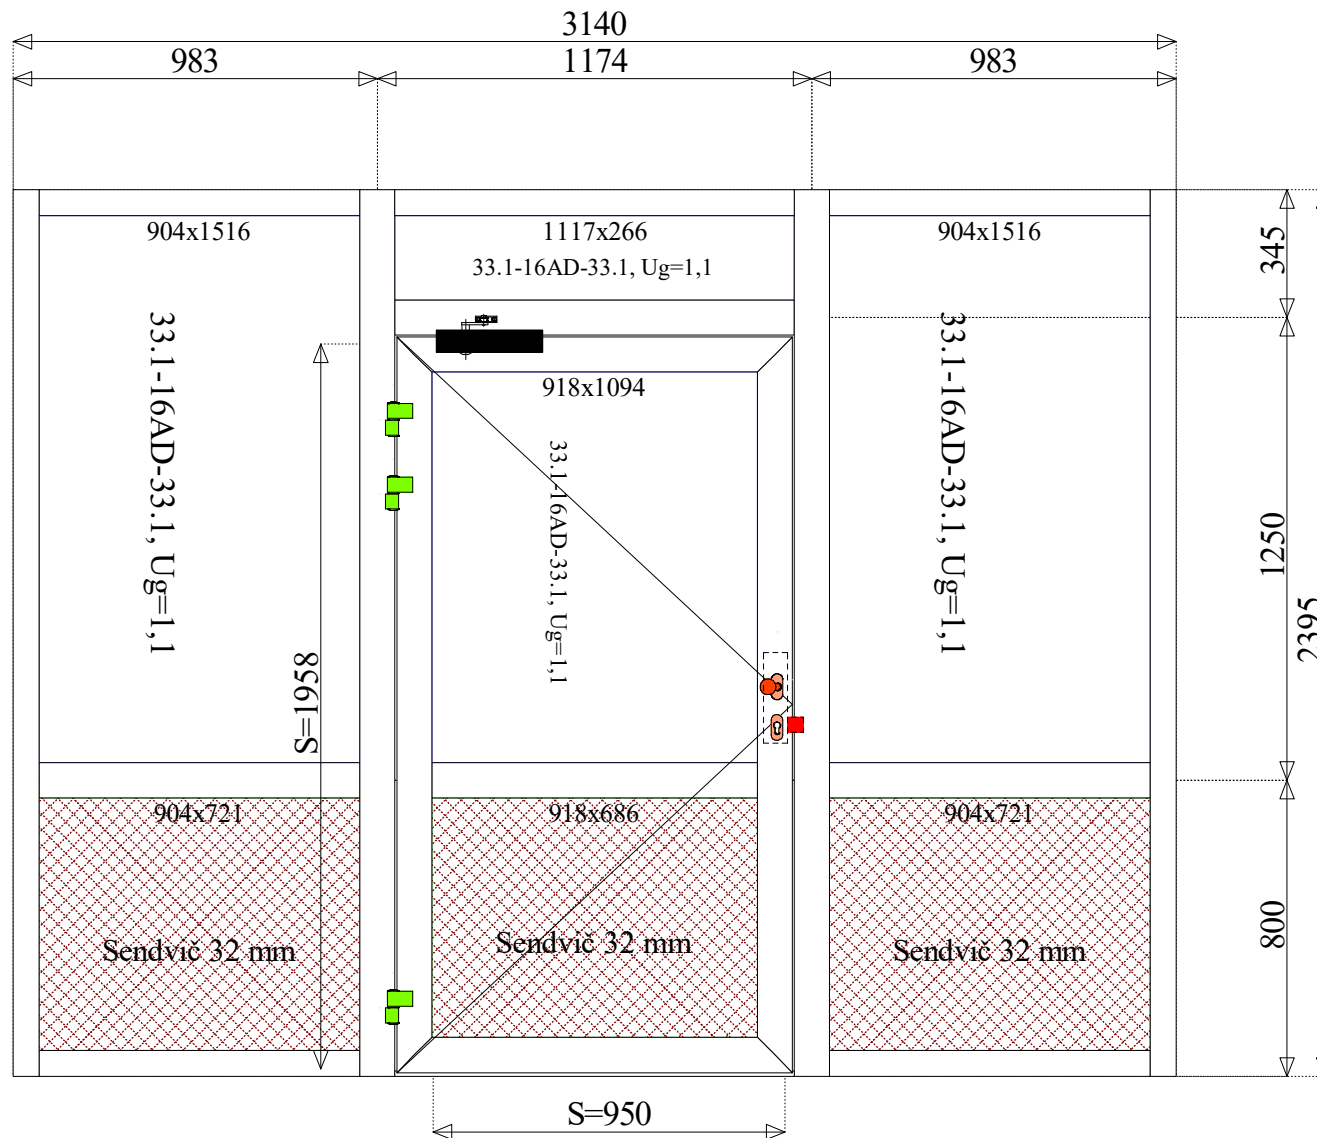 3140
983
1174
983
904x1516
1117x266
904x1516
33.1-16AD-33.1, Ug=1,1
345
33.1-16AD-33.1, Ug=1,1
918x1094
33.1-16AD-33.1, Ug=1,1
33.1-16AD-33.1, Ug=1,1
1250
2395
S=1958
904x721
918x686
904x721
Sendvič 32 mm
Sendvič 32 mm
Sendvič 32 mm
800
S=950